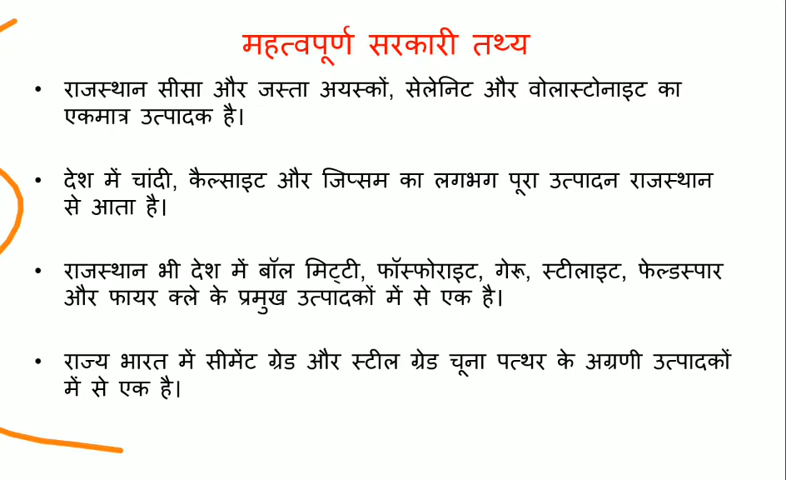 महत्वपूर्ण सरकारी तथ्य
• राजस्थान सीसा और जस्ता अयस्कों, सेलेनिट और वोलास्टोनाइट का
एकमात्र उत्पादक है।
• देश में चांदी, कैल्साइट और जिप्सम का लगभग पूरा उत्पादन राजस्थान
से आता है।
• राजस्थान भी देश में बॉल मिट्टी, फॉस्फोराइट, गेरू, स्टीलाइट, फेल्डस्पार
और फायर क्ले के प्रमुख उत्पादकों में से एक है।
• राज्य भारत में सीमेंट ग्रेड और स्टील ग्रेड चूना पत्थर के अग्रणी उत्पादकों
में से एक है।